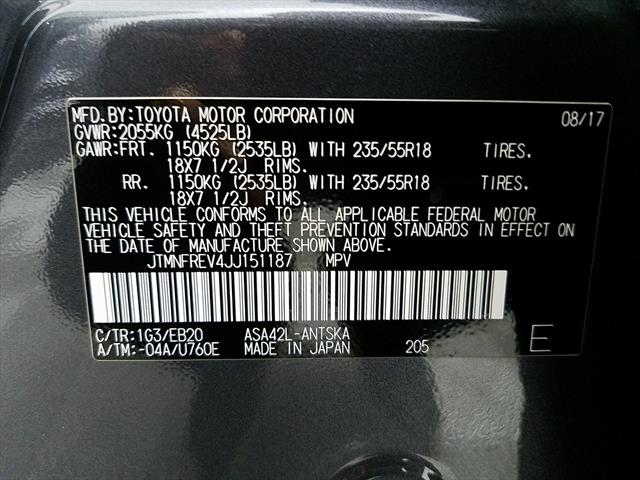 MFD.BY:TOYOTA MOTOR CORPORATION 08/17
GVWR:2055KG (4525LB)
GAWR:FRT. 1150KG (2535LB) WITH 235/55R18 TIRES.
18X7 1/2J RIMS.
RR. 1150KG (2535LB) WITH 235/55R18 TIRES.
18X7 1/2J RIMS.
THIS VEHICLE CONFORMS TO ALL APPLICABLE FEDERAL MOTOR
VEHICLE SAFETY AND THEFT PREVENTION STANDARDS IN EFFECT ON
THE DATE OF MANUFACTURE SHOWN ABOVE.
JTMNFREV4JJ151187 MPV
C/TR:1G3/EB20 ASA42L-ANTSKA
A/TM:-04A/U760E MADE IN JAPAN 205 E